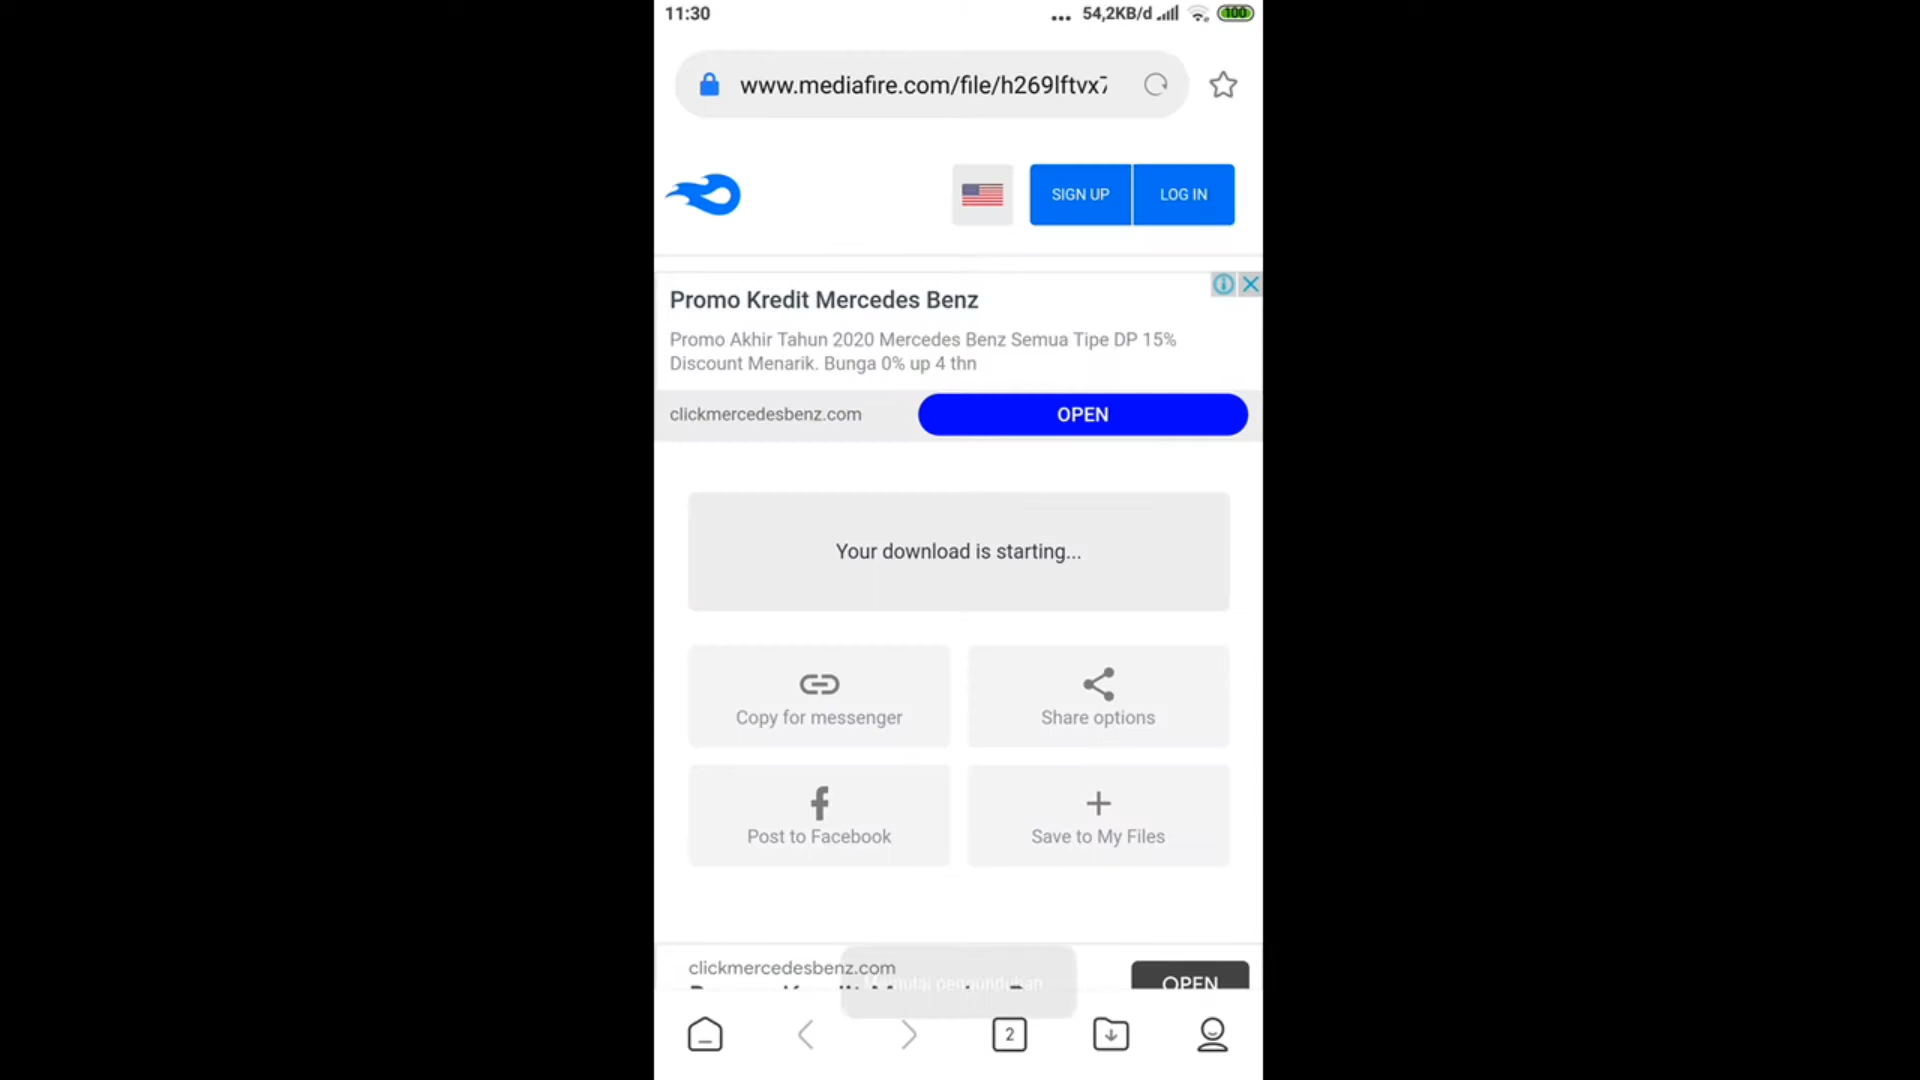 11:30
... 54,2KB/d 100
www.mediafire.com/file/h269lftvx7
SIGN UP
LOG IN
Promo Kredit Mercedes Benz
Promo Akhir Tahun 2020 Mercedes Benz Semua Tipe DP 15%
Discount Menarik. Bunga 0% up 4 thn
clickmercedesbenz.com
OPEN
Your download is starting...
Copy for messenger
Share options
Post to Facebook
Save to My Files
clickmercedesbenz.com
OPEN
pengunduhan
2